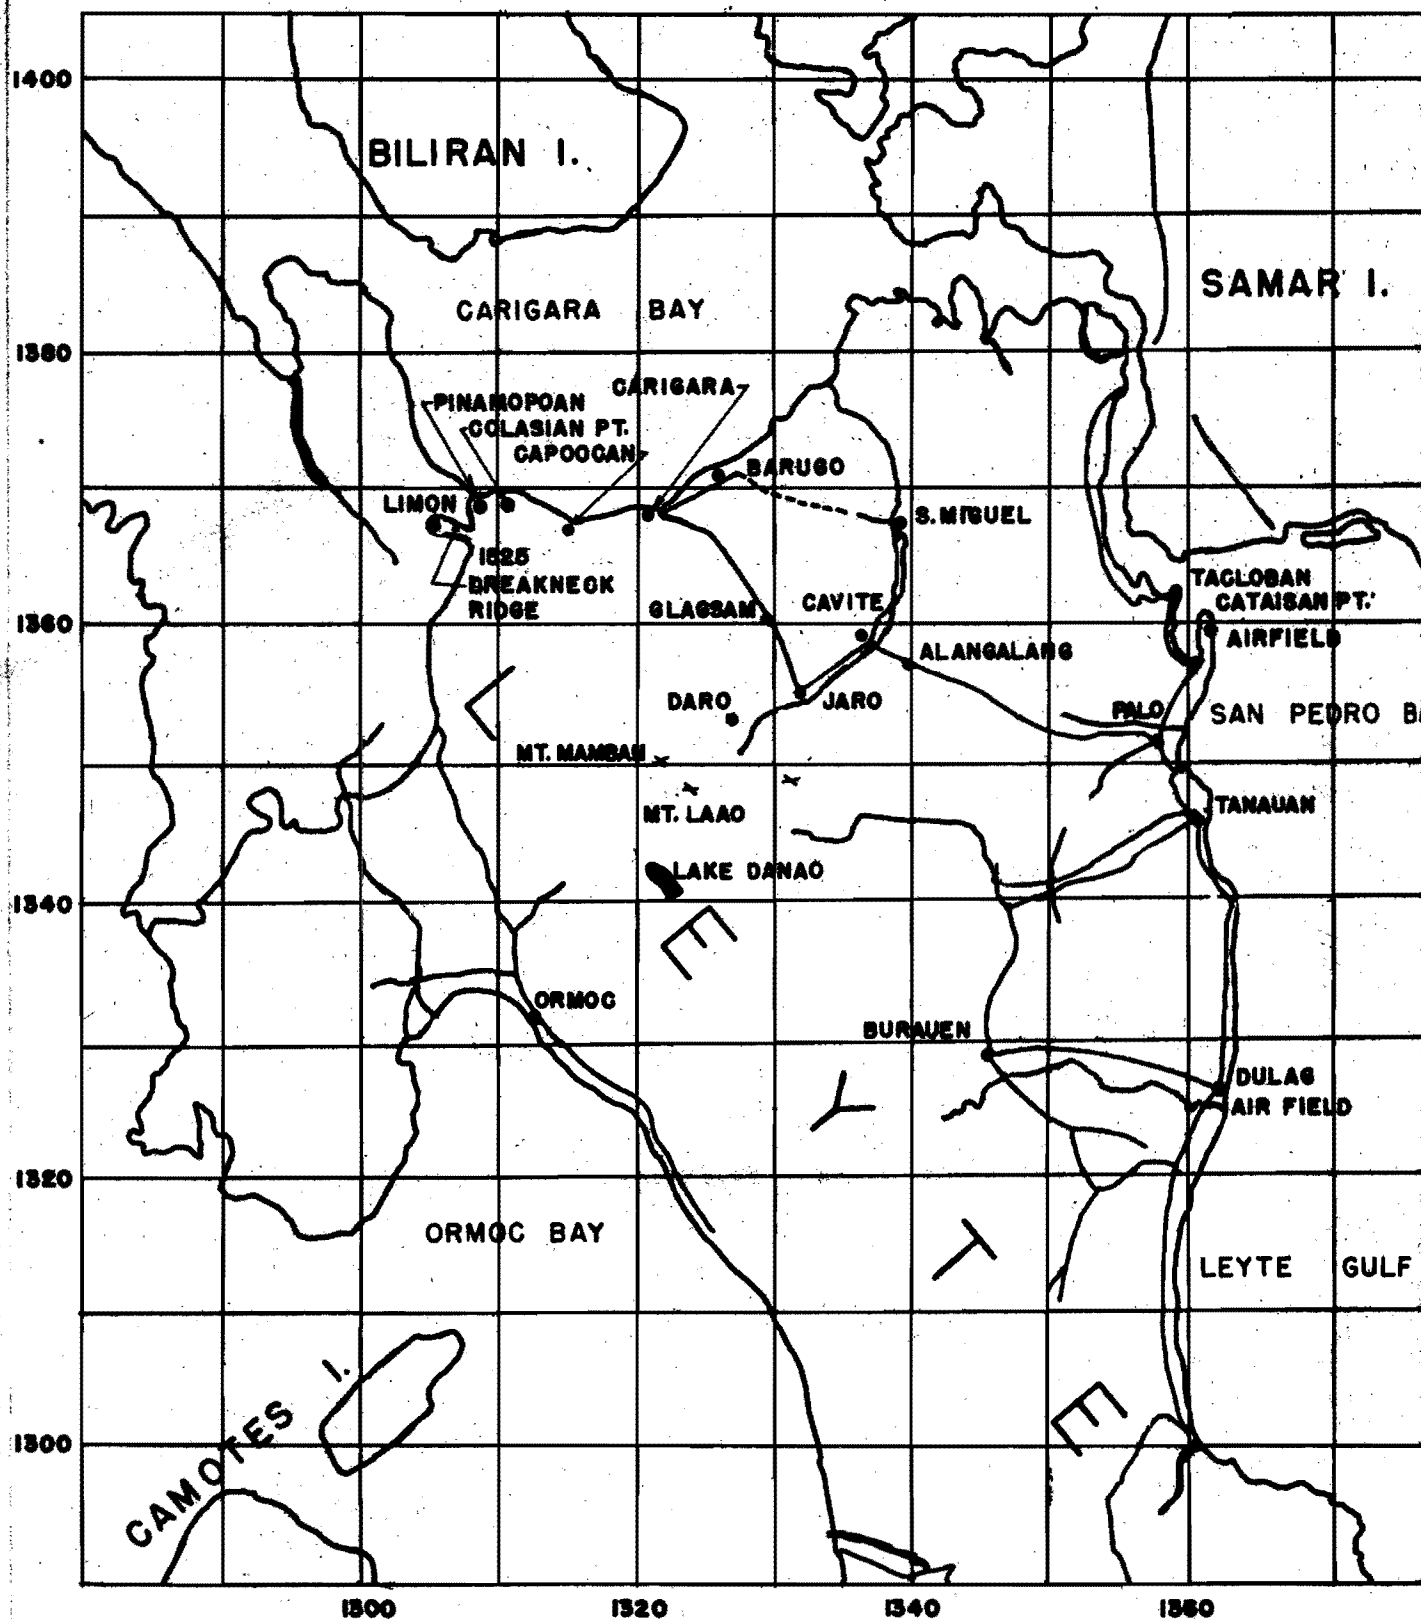 1400
BILIRAN I.
SAMAR I.
CARIGARA BAY
1380
CARIGARA
PINAMOPOAN
COLASIAN PT.
CAPOOCAN
BARUGO
LIMON
S. MIGUEL
1525
BREAKNECK
RIDGE
TACLOBAN
CATAISAN PT.
GLAGSAM
CAVITE
1360
AIRFIELD
ALANGALANG
DARO
JARO
PALO
SAN PEDRO B
MT. MAMBAN
MT. LAAO
TANAUAN
LAKE DANAO
1340
L
E
Y
T
E
ORMOC
BURAUEN
DULAG
AIR FIELD
1320
ORMOC BAY
LEYTE GULF
CAMOTES I.
1300
1300
1320
1340
1360